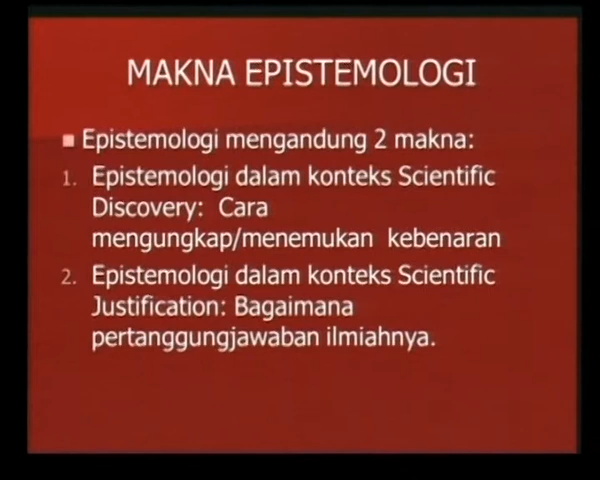 MAKNA EPISTEMOLOGI
Epistemologi mengandung 2 makna:
1. Epistemologi dalam konteks Scientific
Discovery: Cara
mengungkap/menemukan kebenaran
2. Epistemologi dalam konteks Scientific
Justification: Bagaimana
pertanggungjawaban ilmiahnya.